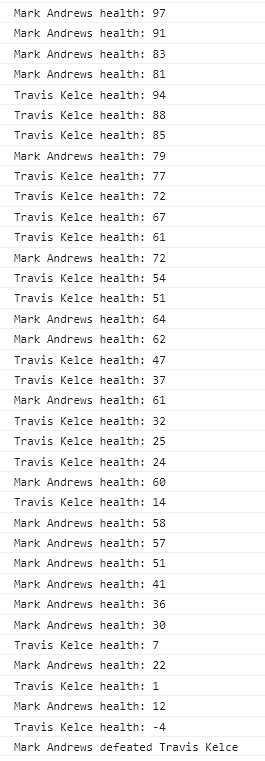 Mark Andrews health: 97
Mark Andrews health: 91
Mark Andrews health: 83
Mark Andrews health: 81
Travis Kelce health: 94
Travis Kelce health: 88
Travis Kelce health: 85
Mark Andrews health: 79
Travis Kelce health: 77
Travis Kelce health: 72
Travis Kelce health: 67
Travis Kelce health: 61
Mark Andrews health: 72
Travis Kelce health: 54
Travis Kelce health: 51
Mark Andrews health: 64
Mark Andrews health: 62
Travis Kelce health: 47
Travis Kelce health: 37
Mark Andrews health: 61
Travis Kelce health: 32
Travis Kelce health: 25
Travis Kelce health: 24
Mark Andrews health: 60
Travis Kelce health: 14
Mark Andrews health: 58
Mark Andrews health: 57
Mark Andrews health: 51
Mark Andrews health: 41
Mark Andrews health: 36
Mark Andrews health: 30
Travis Kelce health: 7
Mark Andrews health: 22
Travis Kelce health: 1
Mark Andrews health: 12
Travis Kelce health: -4
Mark Andrews defeated Travis Kelce